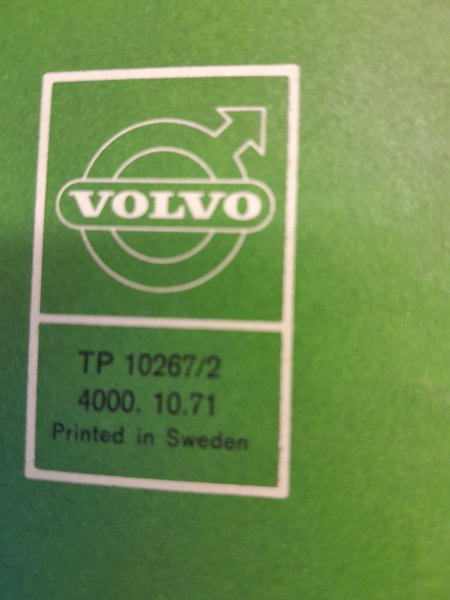 VOLVO
TP 10267/2
4000. 10.71
Printed in Sweden